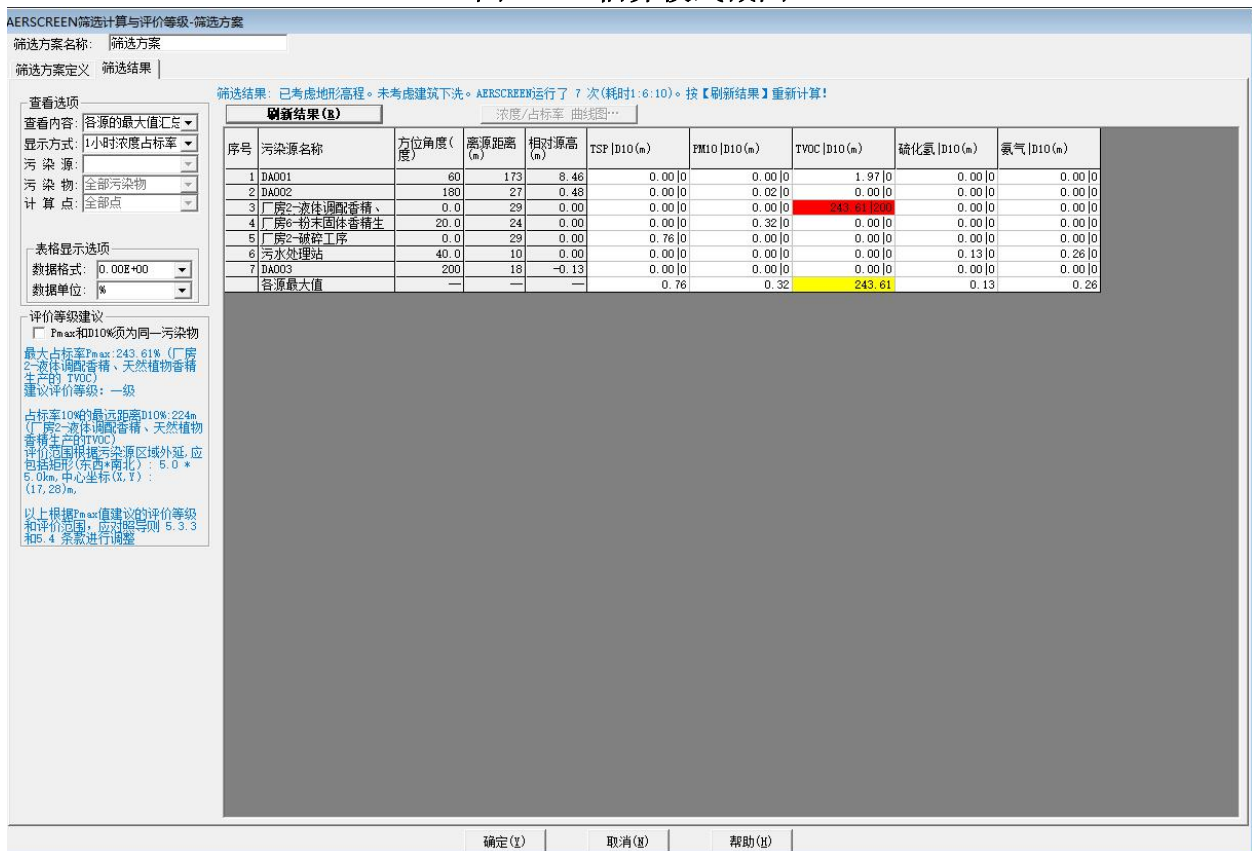 AERSCREEN筛选计算与评价等级-筛选方案
筛选方案名称: 筛选方案
筛选方案定义 筛选结果
筛选结果: 已考虑地形高程。未考虑建筑下洗。AERSCREEN运行了 7 次(耗时1:6:10)。按【刷新结果】重新计算!
查看选项
查看内容: 各源的最大值汇总
显示方式: 1小时浓度占标率
污 染 源:
污 染 物: 全部污染物
计 算 点: 全部点
表格显示选项
数据格式: 0.00E+00
数据单位: %
评价等级建议
Pmax和D10%须为同一污染物
最大占标率Pmax:243.61% (厂房
2-液体调配香精、天然植物香精
生产的 TVOC)
建议评价等级: 一级
占标率10%的最远距离D10%:224m
(厂房2-液体调配香精、天然植物
香精生产的TVOC)
评价范围根据污染源区域外延,应
包括矩形(东西*南北): 5.0 *
5.0km,中心坐标(X,Y):
(17,28)m,
以上根据Pmax值建议的评价等级
和评价范围,应对照导则 5.3.3
和5.4 条款进行调整
刷新结果(R) 浓度/占标率 曲线图…
序号 污染源名称 方位角度(度) 离源距离(m) 相对源高(m) TSP|D10(m) PM10|D10(m) TVOC|D10(m) 硫化氢|D10(m) 氨气|D10(m)
1 DA001 60 173 8.46 0.00|0 0.00|0 1.97|0 0.00|0 0.00|0
2 DA002 180 27 0.48 0.00|0 0.02|0 0.00|0 0.00|0 0.00|0
3 厂房2-液体调配香精、 0.0 29 0.00 0.00|0 0.00|0 243.61|200 0.00|0 0.00|0
4 厂房6-粉末固体香精生 20.0 24 0.00 0.00|0 0.32|0 0.00|0 0.00|0 0.00|0
5 厂房2-破碎工序 0.0 29 0.00 0.76|0 0.00|0 0.00|0 0.00|0 0.00|0
6 污水处理站 40.0 10 0.00 0.00|0 0.00|0 0.00|0 0.13|0 0.26|0
7 DA003 200 18 -0.13 0.00|0 0.00|0 0.00|0 0.00|0 0.00|0
各源最大值 — — — 0.76 0.32 243.61 0.13 0.26
确定(Y) 取消(N) 帮助(H)